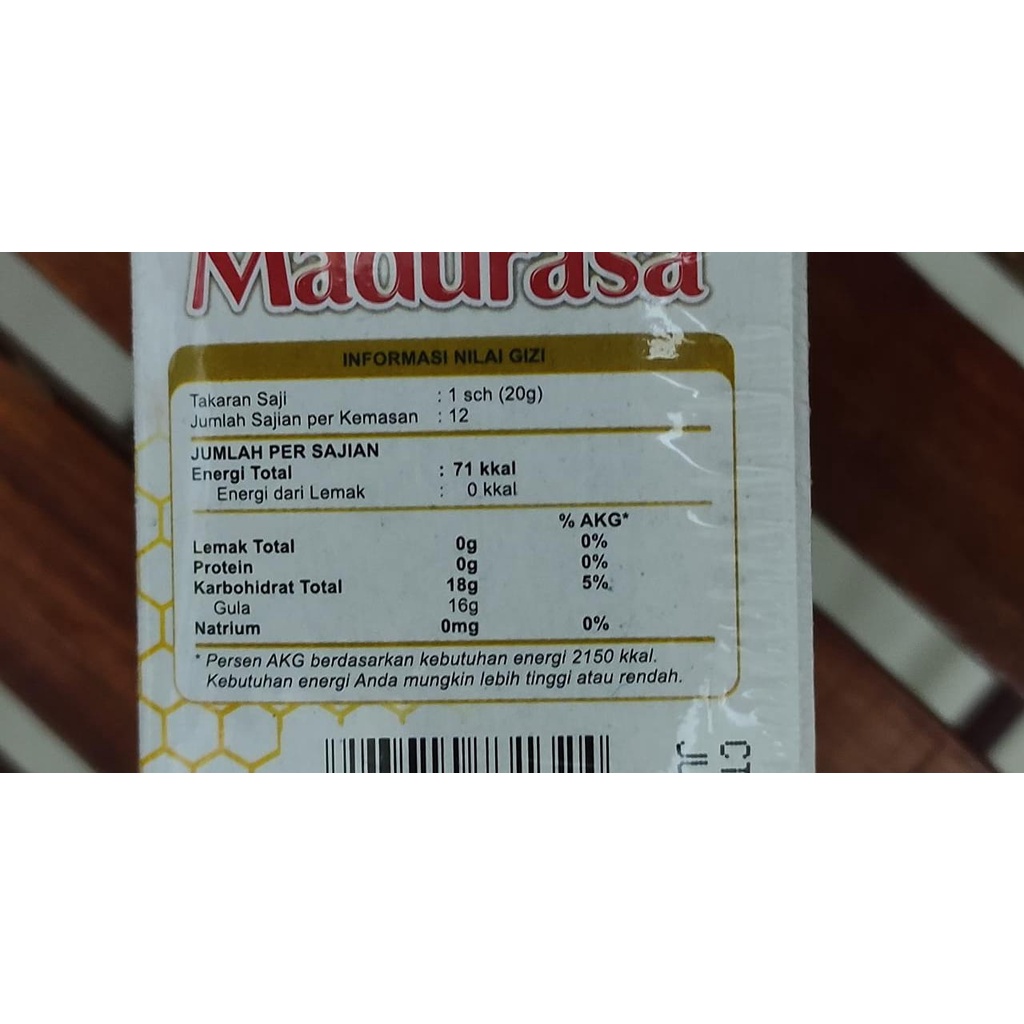 Madurasa
INFORMASI NILAI GIZI
Takaran Saji : 1 sch (20g)
Jumlah Sajian per Kemasan : 12
JUMLAH PER SAJIAN
Energi Total : 71 kkal
Energi dari Lemak : 0 kkal
% AKG*
Lemak Total 0g 0%
Protein 0g 0%
Karbohidrat Total 18g 5%
Gula 16g
Natrium 0mg 0%
* Persen AKG berdasarkan kebutuhan energi 2150 kkal.
Kebutuhan energi Anda mungkin lebih tinggi atau rendah.